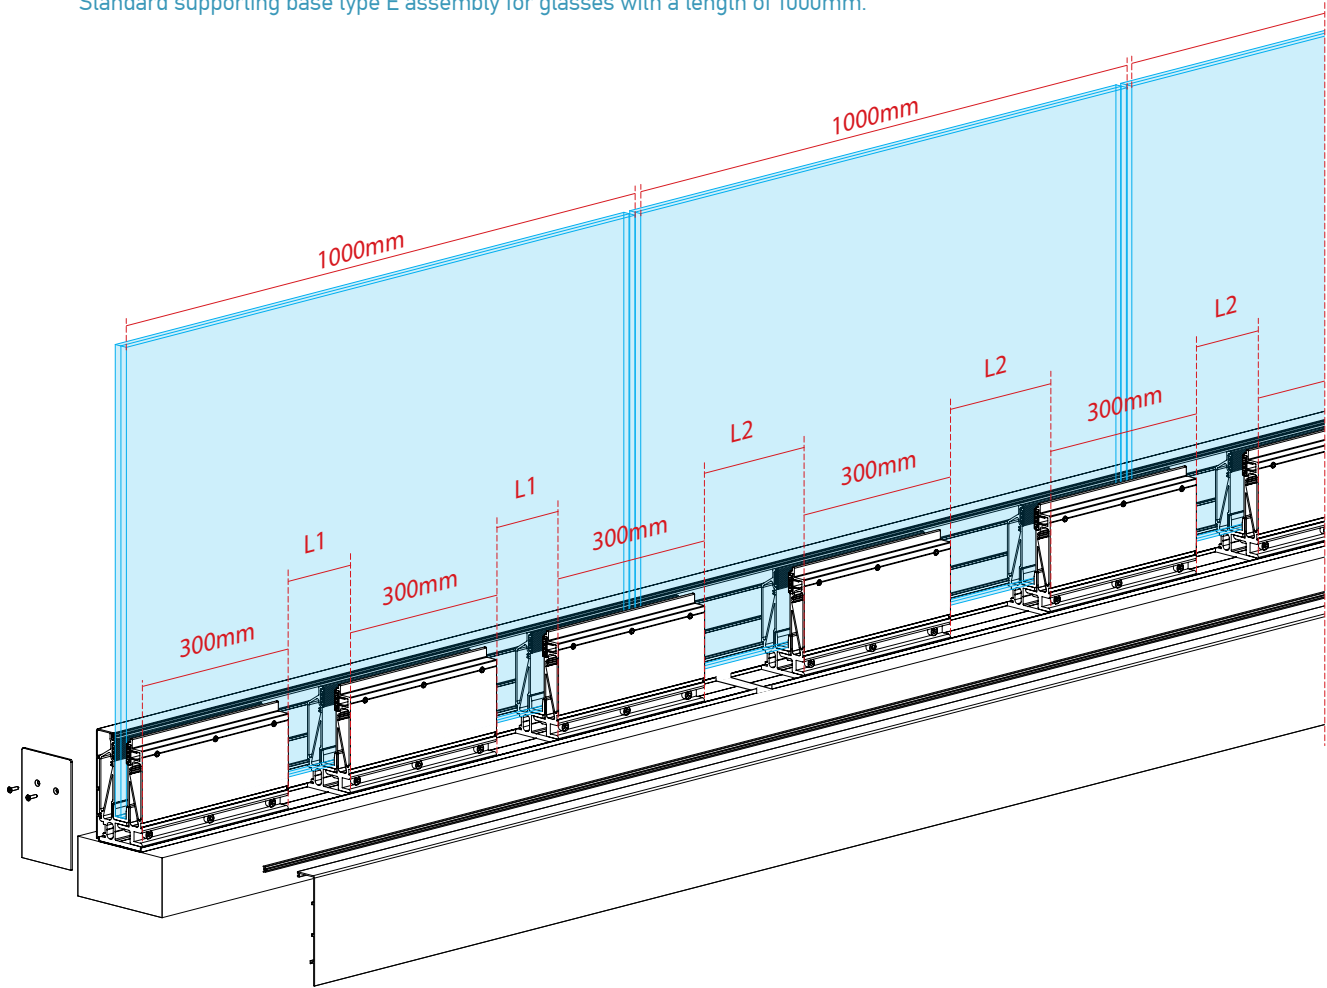 Standard supporting base type E assembly for glasses with a length of 1000mm.
1000mm
1000mm
L2
L2
300mm
L2
300mm
L1
300mm
L1
300mm
300mm